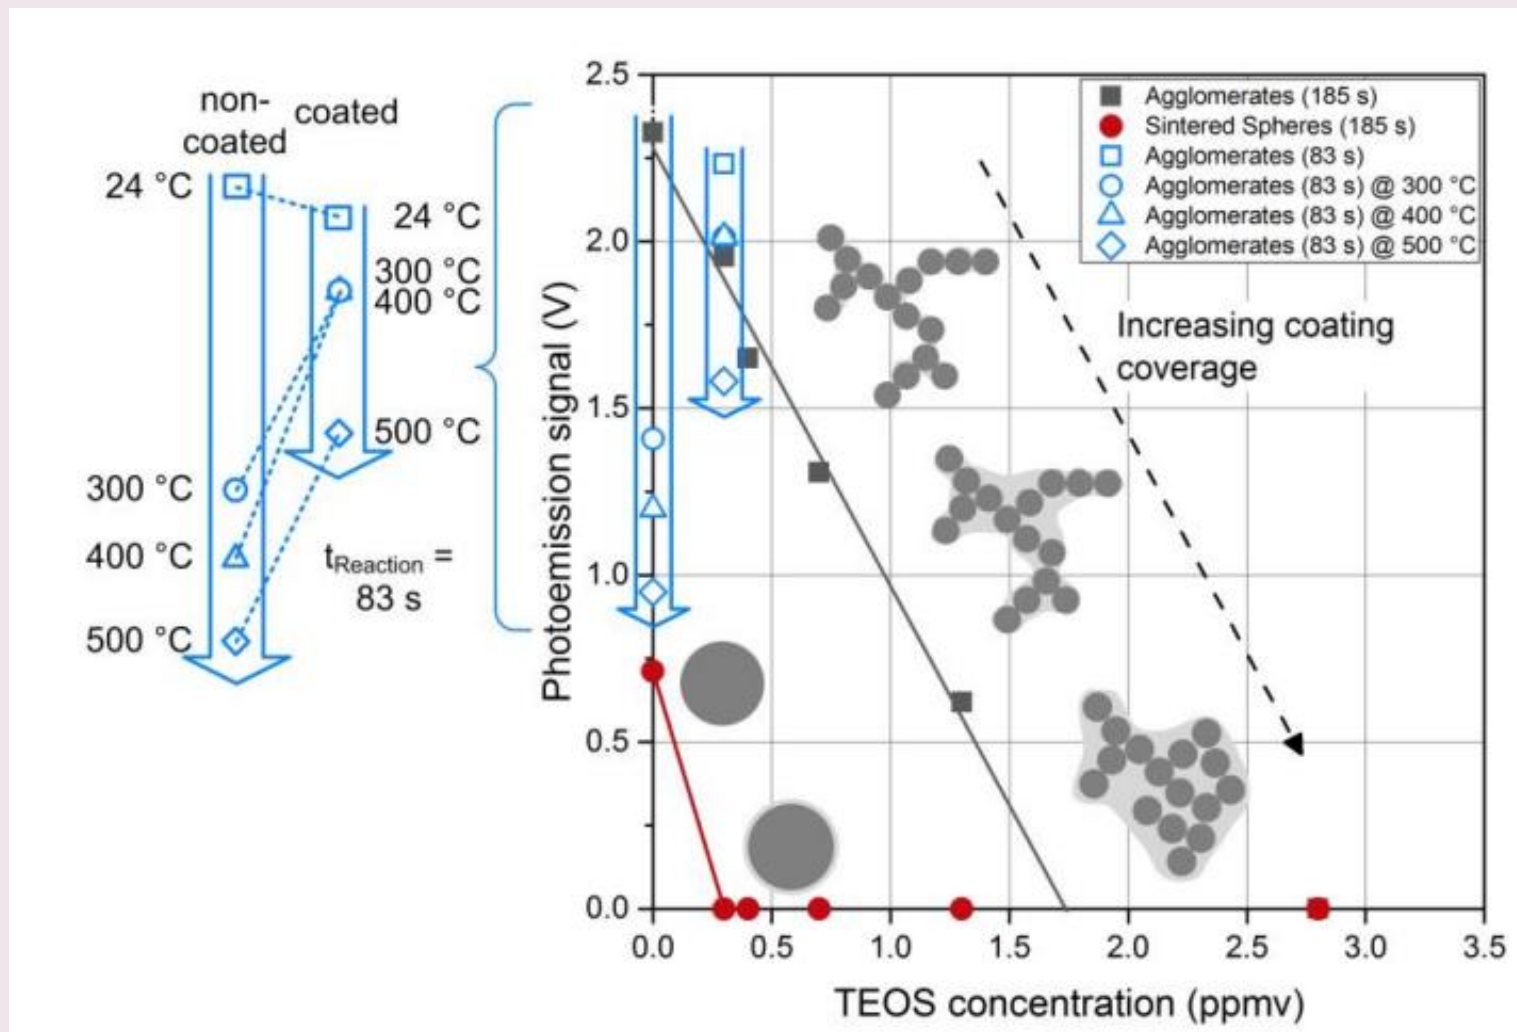 non-
coated
coated
24 °C
24 °C
300 °C
400 °C
500 °C
300 °C
400 °C
500 °C
tReaction =
83 s
Photoemission signal (V)
2.5
2.0
1.5
1.0
0.5
0.0
Agglomerates (185 s)
Sintered Spheres (185 s)
Agglomerates (83 s)
Agglomerates (83 s) @ 300 °C
Agglomerates (83 s) @ 400 °C
Agglomerates (83 s) @ 500 °C
Increasing coating
coverage
0.0 0.5 1.0 1.5 2.0 2.5 3.0 3.5
TEOS concentration (ppmv)